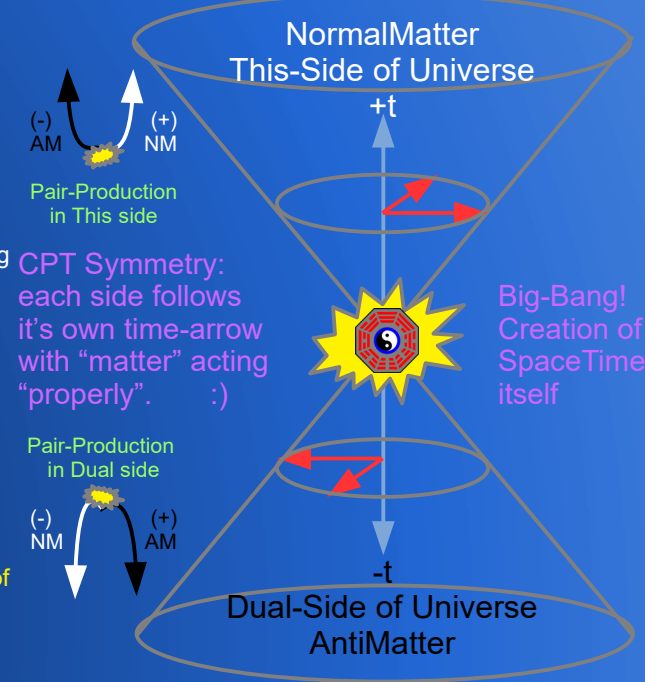 NormalMatter
This-Side of Universe
+t
(-)
AM
(+)
NM
Pair-Production
in This side
g
CPT Symmetry:
each side follows
it's own time-arrow
with “matter” acting
“properly”. :)
Big-Bang!
Creation of
SpaceTime
itself
Pair-Production
in Dual side
(-)
NM
(+)
AM
of
-t
Dual-Side of Universe
AntiMatter